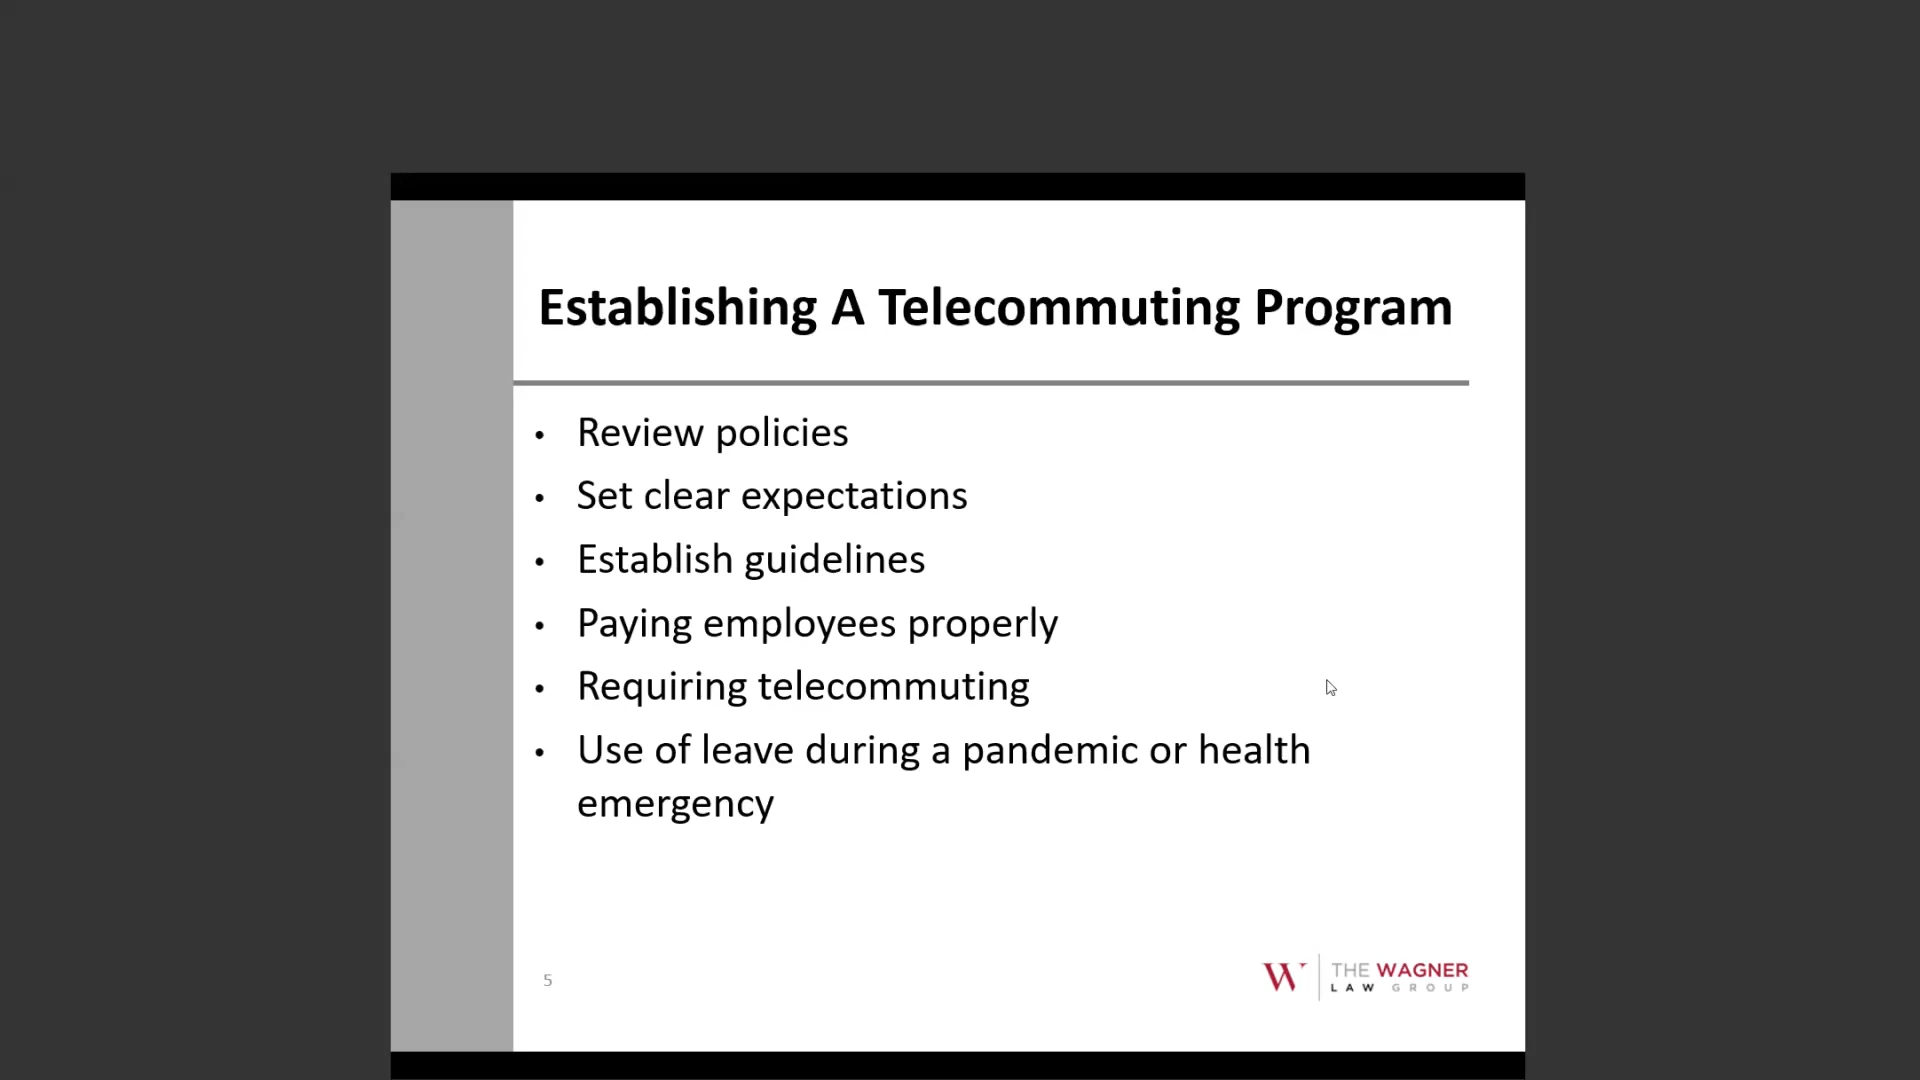 Establishing A Telecommuting Program
• Review policies
• Set clear expectations
• Establish guidelines
• Paying employees properly
• Requiring telecommuting
• Use of leave during a pandemic or health
emergency
5
W
THE WAGNER
LAW GROUP